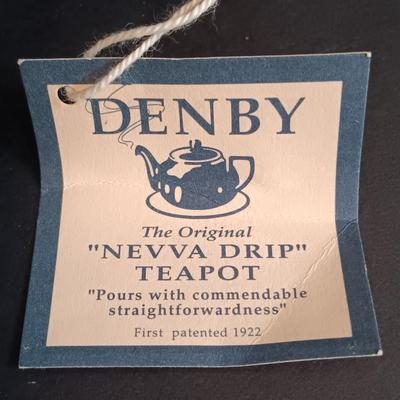 DENBY
The Original
"NEVVA DRIP"
TEAPOT
"Pours with commendable
straightforwardness"
First patented 1922